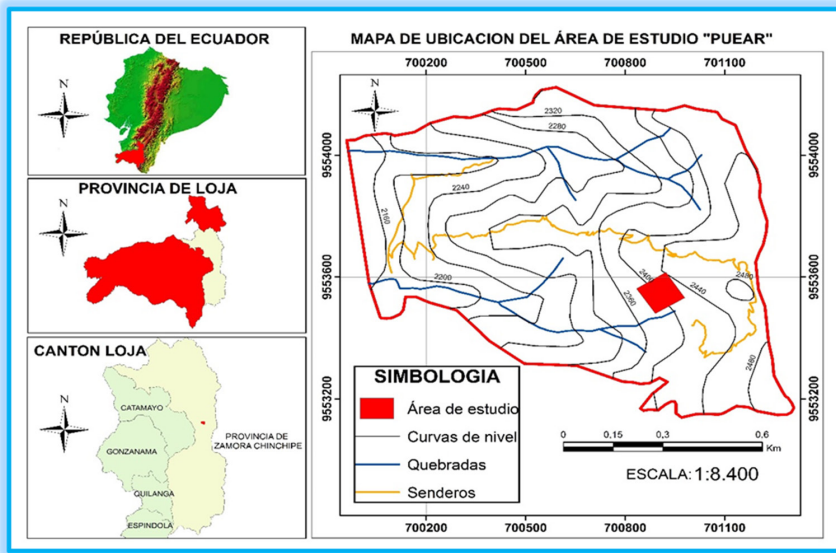 REPÚBLICA DEL ECUADOR
N
PROVINCIA DE LOJA
N
CANTON LOJA
N
CATAMAYO
GONZANAMA
PROVINCIA DE
ZAMORA CHINCHIPE
QUILANGA
ESPINDOLA
MAPA DE UBICACION DEL ÁREA DE ESTUDIO "PUEAR"
700200 700500 700800 701100
N
9554000 9554000
9553600 9553600
9553200 9553200
2320
2280
2240
2160
2200
2360
2440
2480
2480
SIMBOLOGIA
Área de estudio
Curvas de nivel
Quebradas
Senderos
0 0,15 0,3 0,6
Km
ESCALA: 1:8.400
700200 700500 700800 701100